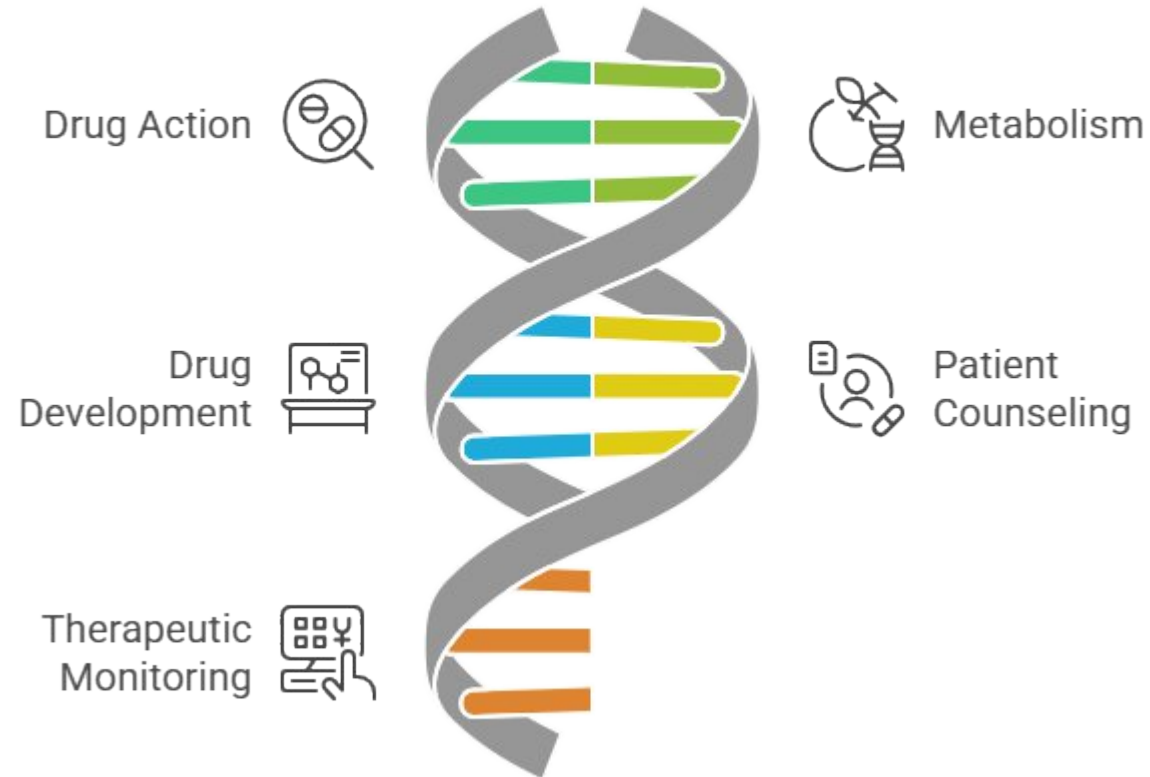 Drug Action
Metabolism
Drug
Development
Patient
Counseling
Therapeutic
Monitoring